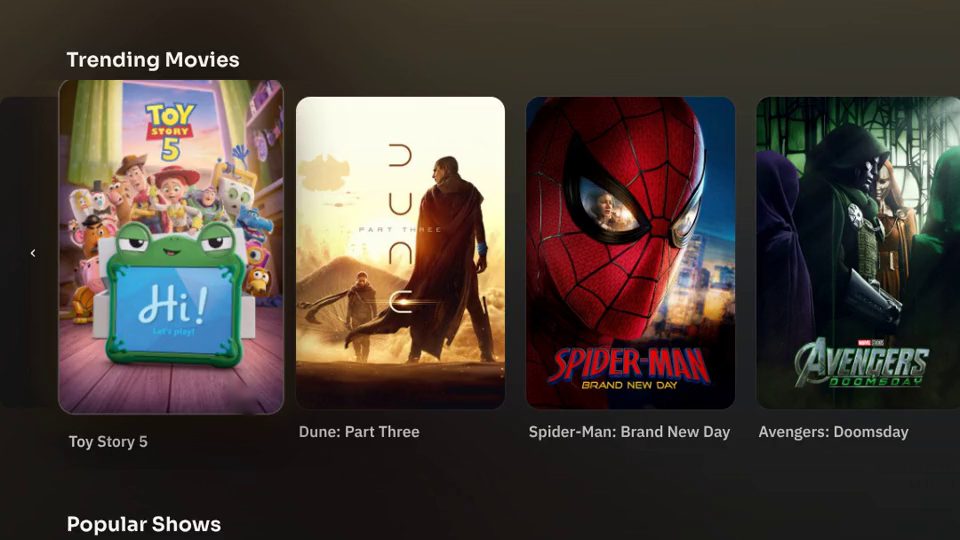 Trending Movies
TOY
STORY
5
Hi!
Let's play!
Toy Story 5
DUNE
PART THREE
Dune: Part Three
SPIDER-MAN
BRAND NEW DAY
Spider-Man: Brand New Day
MARVEL STUDIOS
AVENGERS
DOOMSDAY
Avengers: Doomsday
Popular Shows